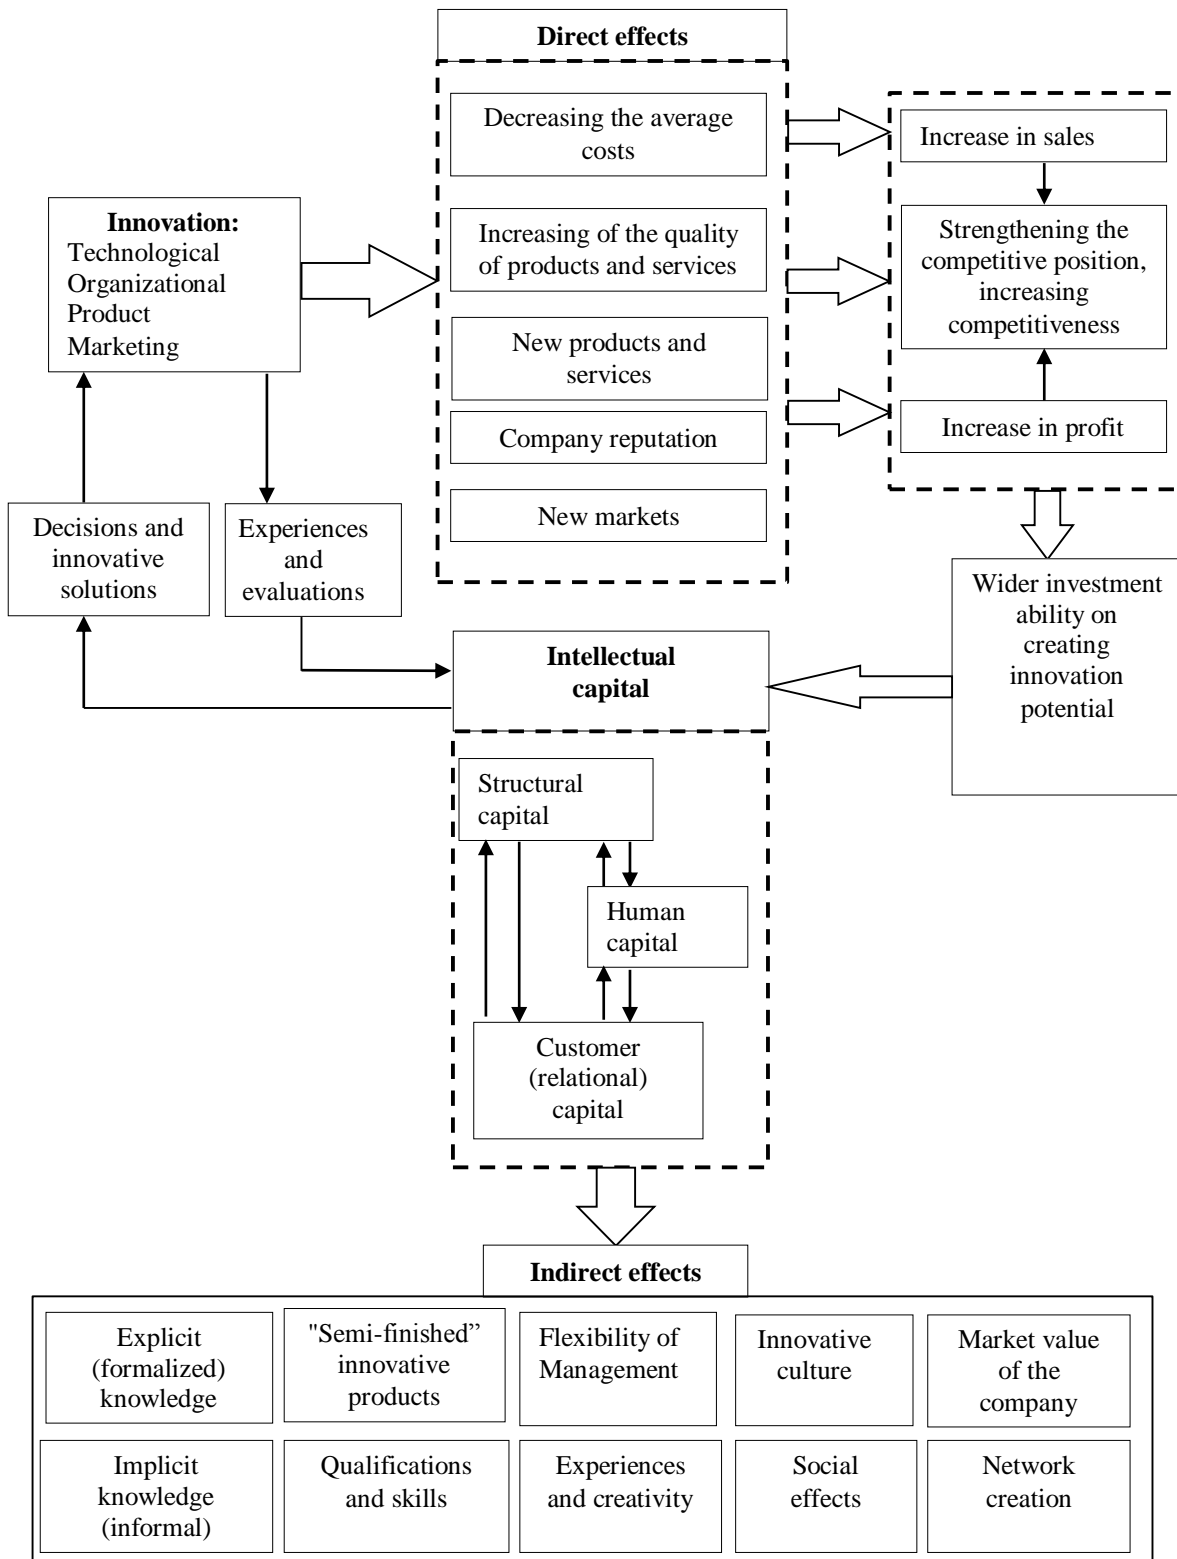 Direct effects
Decreasing the average
costs
Increasing of the quality
of products and services
New products and
services
Company reputation
New markets
Increase in sales
Strengthening the
competitive position,
increasing
competitiveness
Increase in profit
Innovation:
Technological
Organizational
Product
Marketing
Decisions and
innovative
solutions
Experiences
and
evaluations
Wider investment
ability on
creating
innovation
potential
Intellectual
capital
Structural
capital
Human
capital
Customer
(relational)
capital
Indirect effects
Explicit
(formalized)
knowledge
"Semi-finished”
innovative
products
Flexibility of
Management
Innovative
culture
Market value
of the
company
Implicit
knowledge
(informal)
Qualifications
and skills
Experiences
and creativity
Social
effects
Network
creation